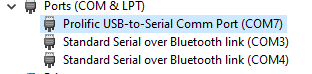 Ports (COM & LPT)
Prolific USB-to-Serial Comm Port (COM7)
Standard Serial over Bluetooth link (COM3)
Standard Serial over Bluetooth link (COM4)